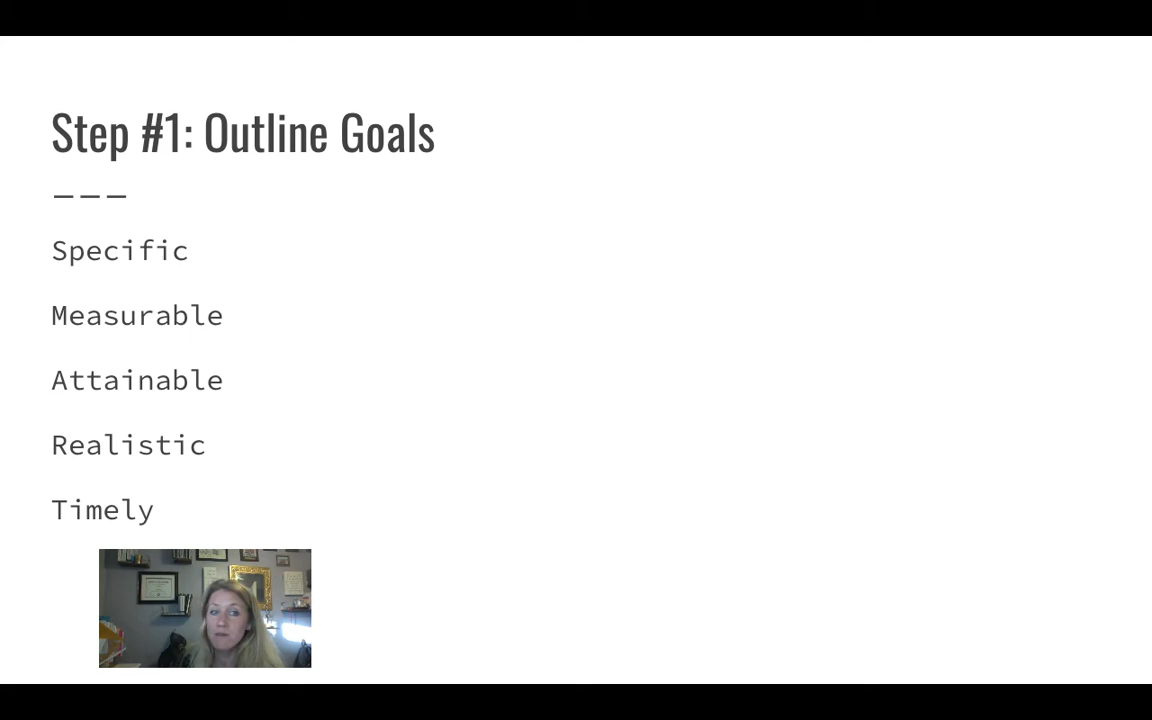 Step #1: Outline Goals
Specific
Measurable
Attainable
Realistic
Timely